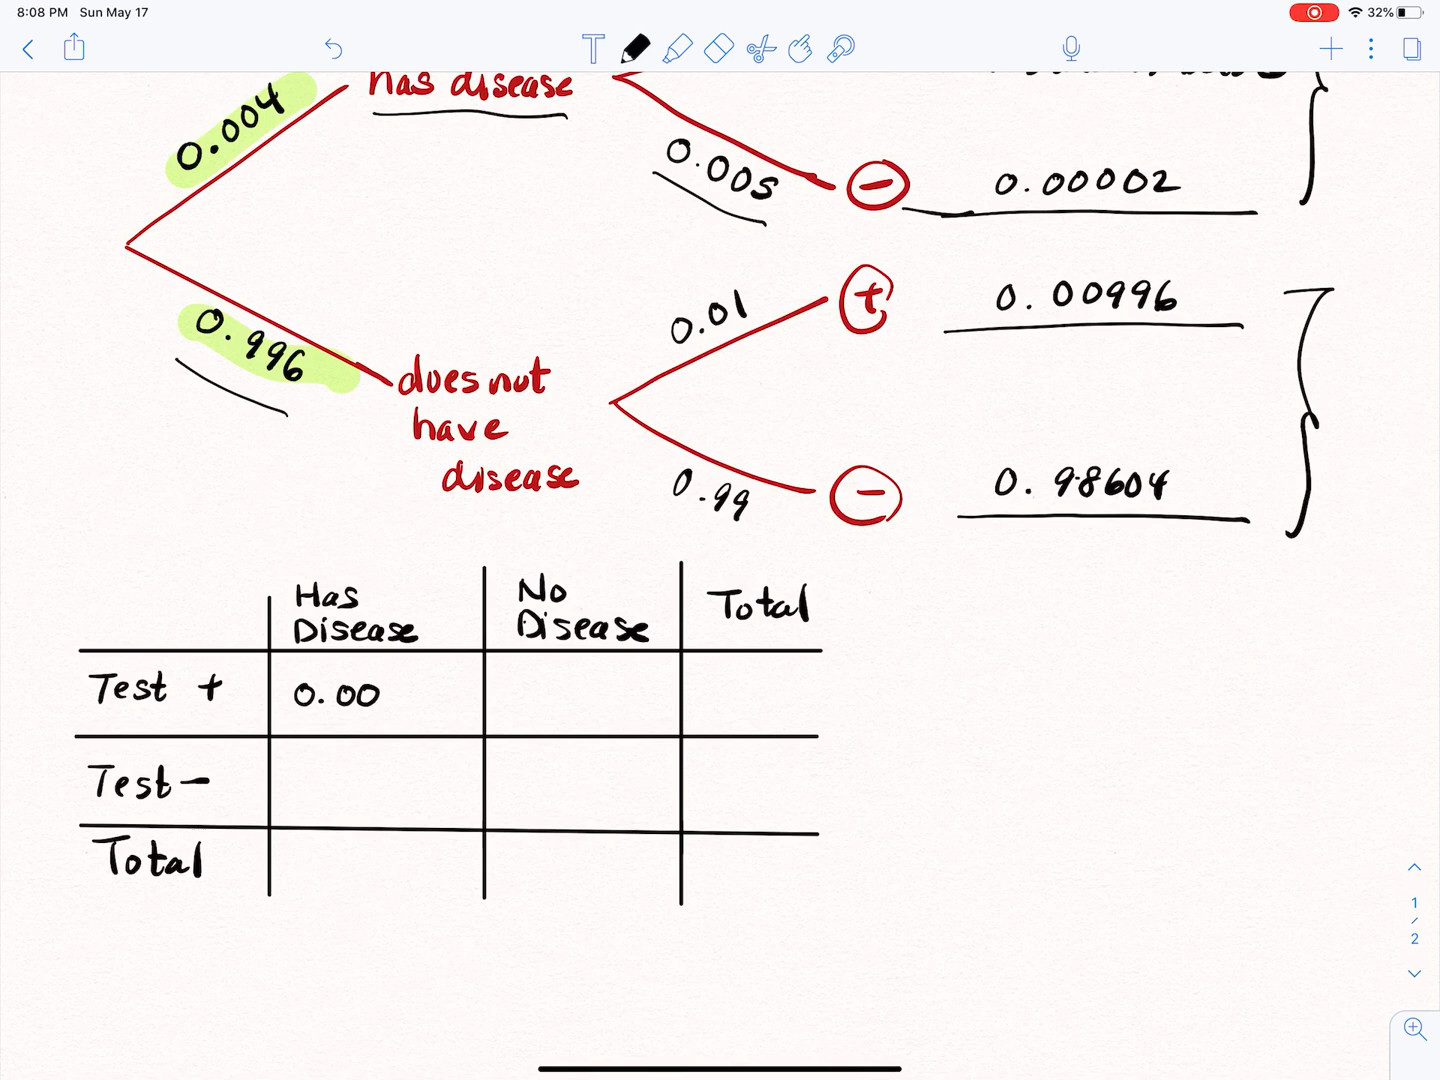 8:08 PM Sun May 17
32%
T
has disease
0.004
0.005
−
0.00002
0.996
0.01
+
0.00996
does not
have
disease
0.99
−
0.98604
Has
Disease
No
Disease
Total
Test +
0.00
Test −
Total
1
/
2